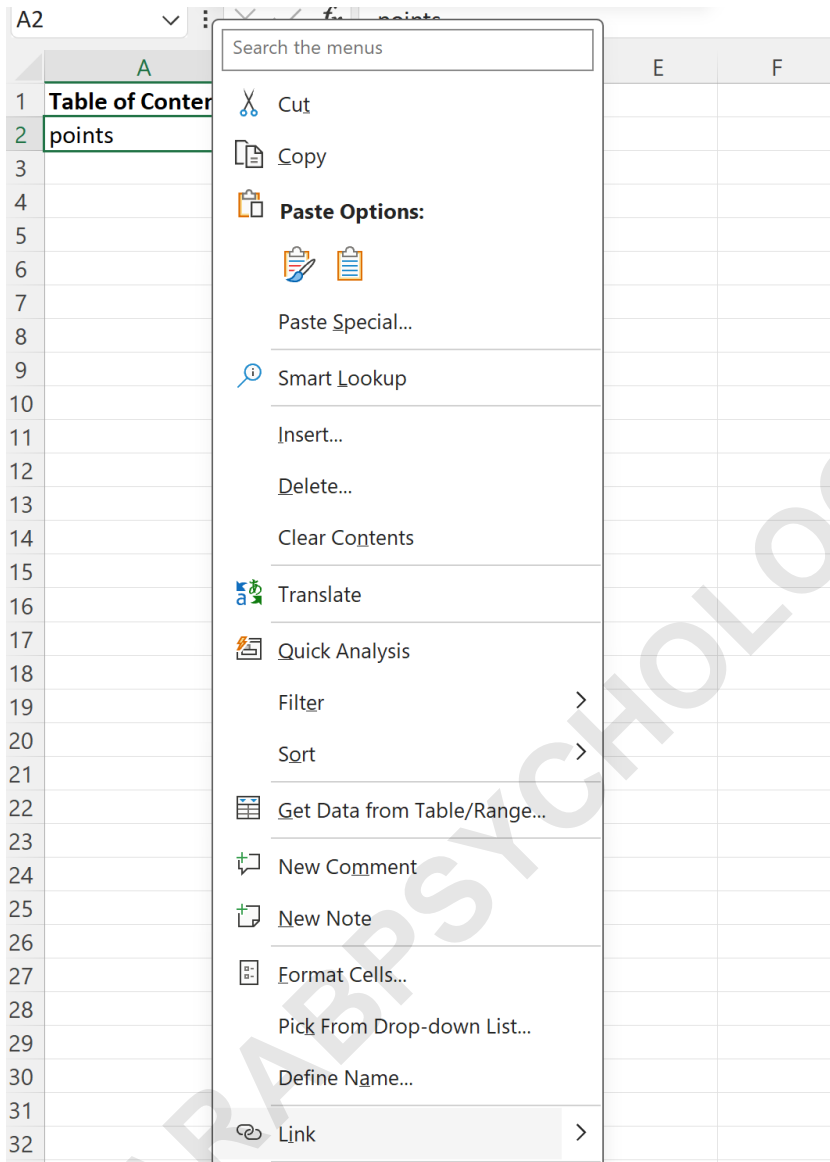 A2
points
A E F
1 Table of Conten
2 points
3
4
5
6
7
8
9
10
11
12
13
14
15
16
17
18
19
20
21
22
23
24
25
26
27
28
29
30
31
32
Search the menus
Cut
Copy
Paste Options:
Paste Special...
Smart Lookup
Insert...
Delete...
Clear Contents
Translate
Quick Analysis
Filter
Sort
Get Data from Table/Range...
New Comment
New Note
Format Cells...
Pick From Drop-down List...
Define Name...
Link
ARABPSYCHOLO